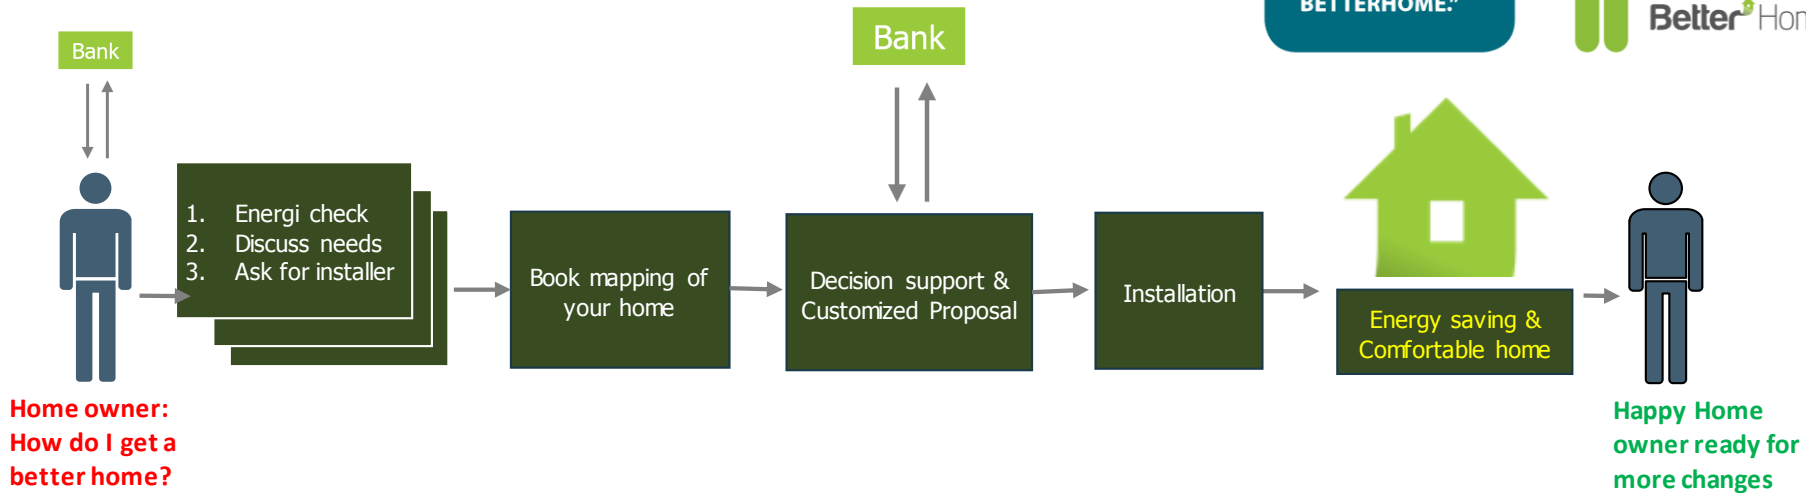 BETTERHOME.”
Better Hom
Bank
Bank
1. Energi check
2. Discuss needs
3. Ask for installer
Book mapping of
your home
Decision support &
Customized Proposal
Installation
Energy saving &
Comfortable home
Home owner:
How do I get a
better home?
Happy Home
owner ready for
more changes